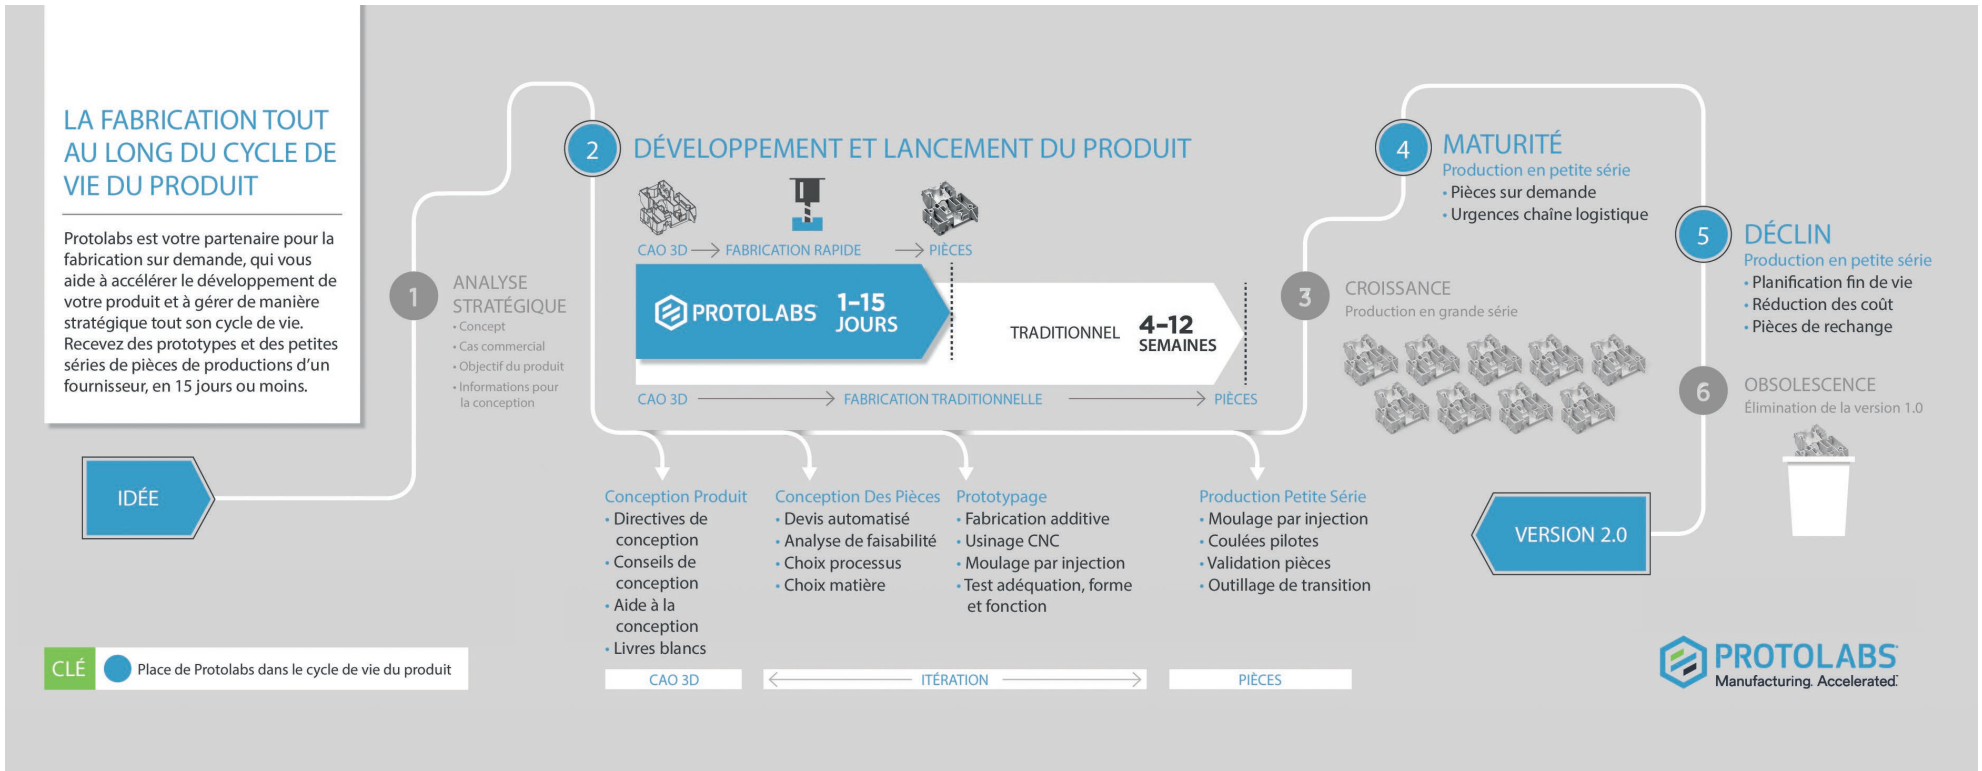 LA FABRICATION TOUT
AU LONG DU CYCLE DE
VIE DU PRODUIT
Protolabs est votre partenaire pour la
fabrication sur demande, qui vous
aide à accélérer le développement de
votre produit et à gérer de manière
stratégique tout son cycle de vie.
Recevez des prototypes et des petites
séries de pièces de productions d'un
fournisseur, en 15 jours ou moins.
IDÉE
1
ANALYSE
STRATÉGIQUE
• Concept
• Cas commercial
• Objectif du produit
• Informations pour
la conception
2
DÉVELOPPEMENT ET LANCEMENT DU PRODUIT
CAO 3D
FABRICATION RAPIDE
PIÈCES
PROTOLABS
1–15
JOURS
TRADITIONNEL
4–12
SEMAINES
CAO 3D
FABRICATION TRADITIONNELLE
PIÈCES
Conception Produit
• Directives de
conception
• Conseils de
conception
• Aide à la
conception
• Livres blancs
CAO 3D
Conception Des Pièces
• Devis automatisé
• Analyse de faisabilité
• Choix processus
• Choix matière
Prototypage
• Fabrication additive
• Usinage CNC
• Moulage par injection
• Test adéquation, forme
et fonction
ITÉRATION
Production Petite Série
• Moulage par injection
• Coulées pilotes
• Validation pièces
• Outillage de transition
PIÈCES
3
CROISSANCE
Production en grande série
4
MATURITÉ
Production en petite série
• Pièces sur demande
• Urgences chaîne logistique
5
DÉCLIN
Production en petite série
• Planification fin de vie
• Réduction des coût
• Pièces de rechange
6
OBSOLESCENCE
Élimination de la version 1.0
VERSION 2.0
CLÉ
Place de Protolabs dans le cycle de vie du produit
PROTOLABS
Manufacturing. Accelerated.